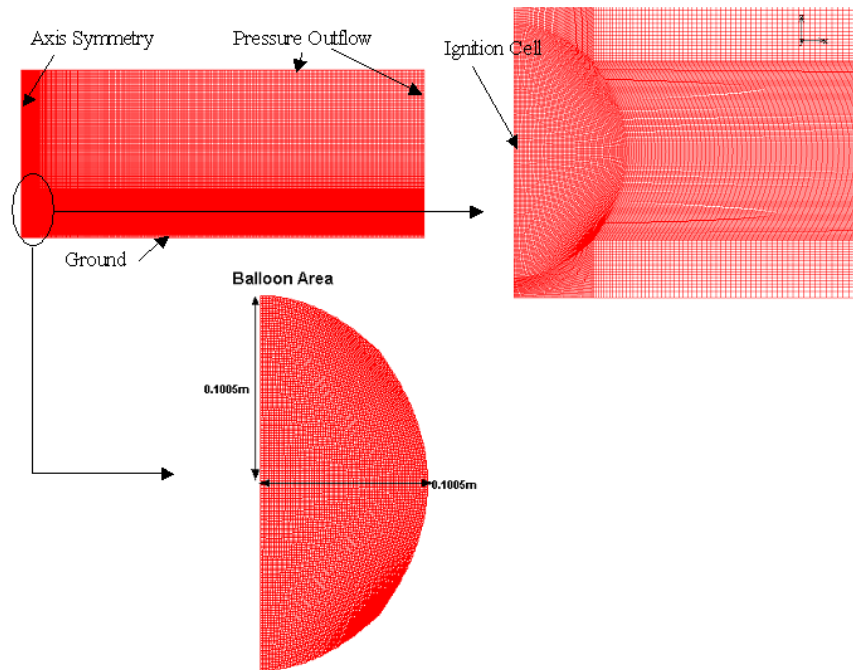 Axis Symmetry
Pressure Outflow
Ignition Cell
Ground
Balloon Area
0.1005m
0.1005m